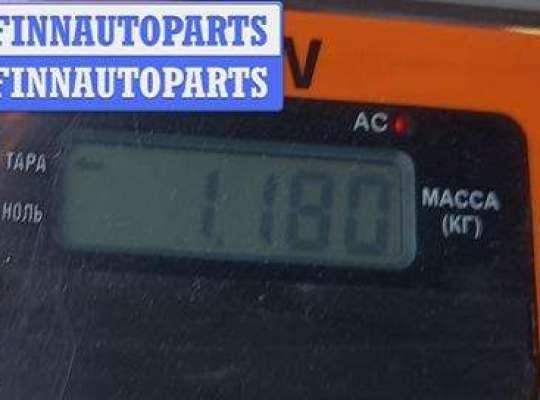 FINNAUTOPARTS
FINNAUTOPARTS
V
AC
ТАРА
1.180
НОЛЬ
МАССА
(КГ)